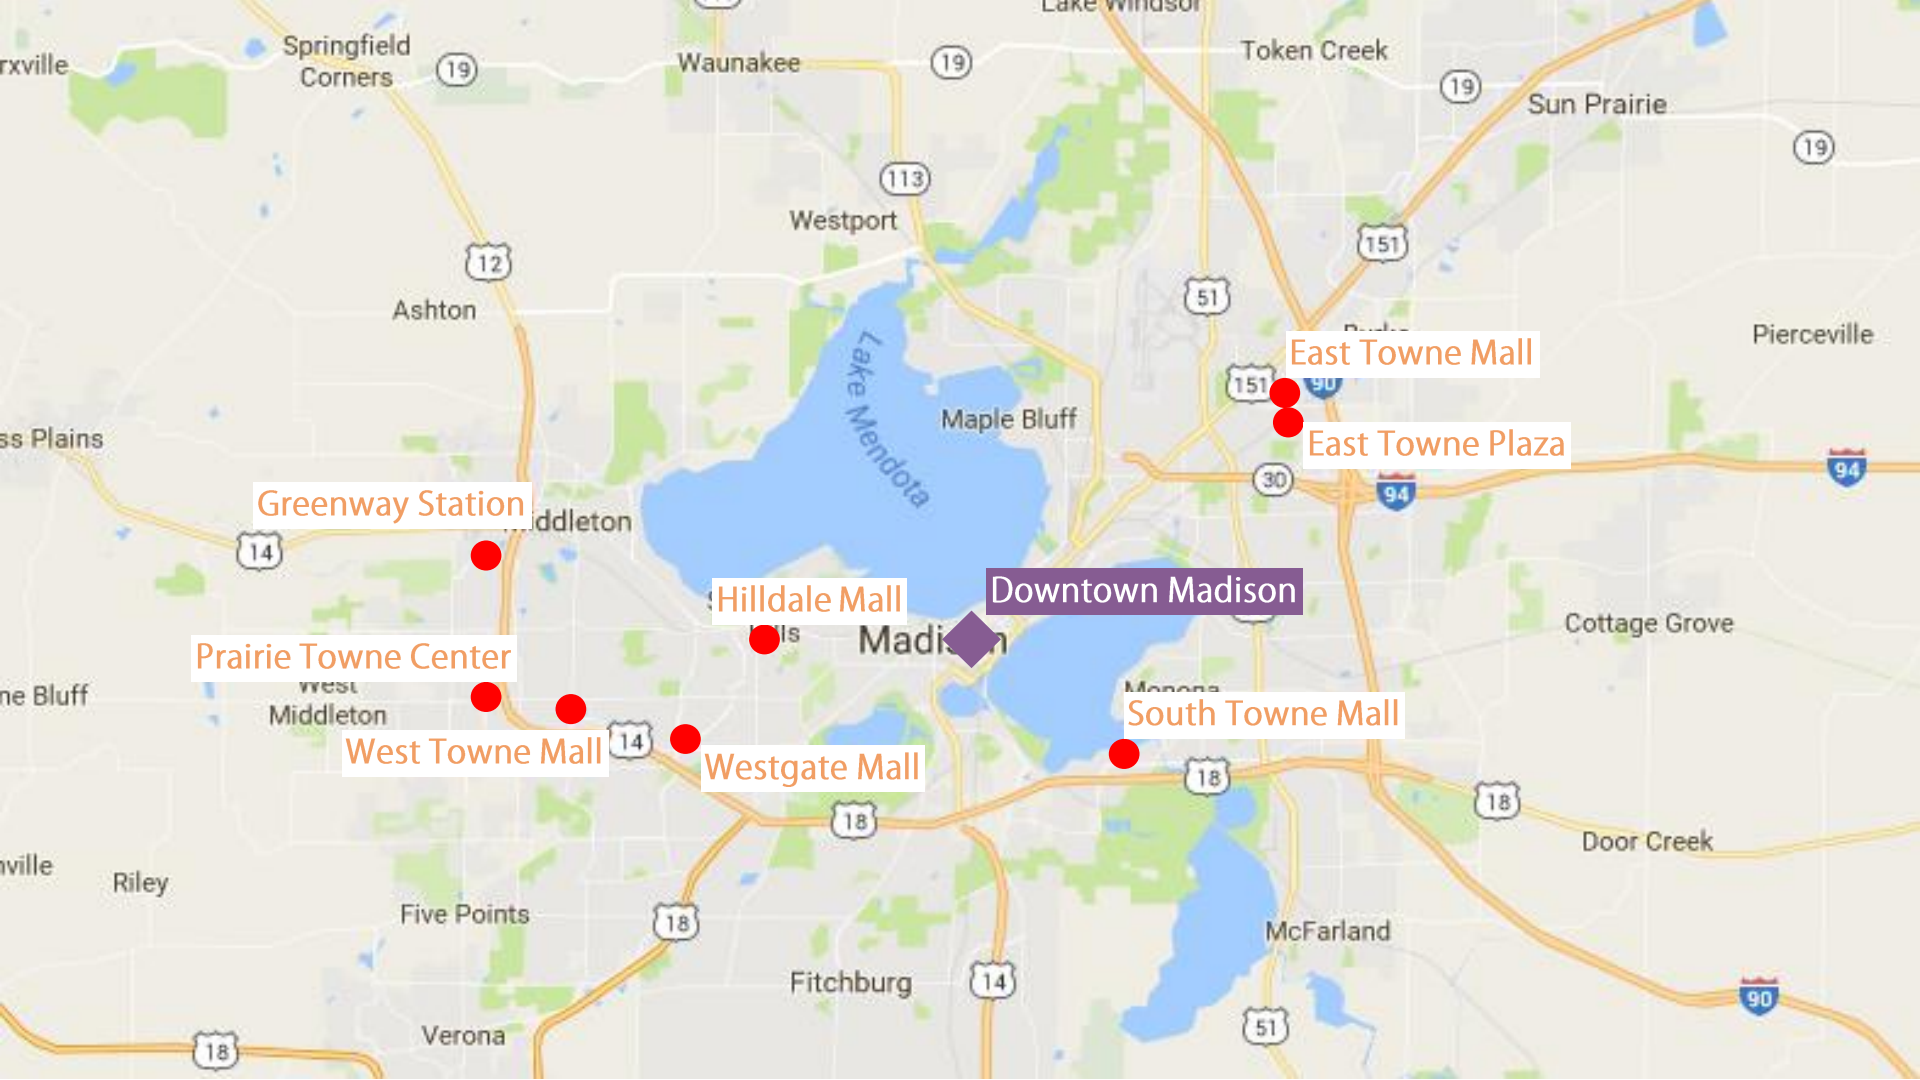 Lake Windsor
Springfield
Corners
19
Waunakee
19
Token Creek
19
Sun Prairie
19
113
Westport
12
151
Ashton
51
Pierceville
East Towne Mall
151
90
Lake Mendota
Maple Bluff
East Towne Plaza
ss Plains
30
94
94
Greenway Station
Middleton
14
Downtown Madison
Hilldale Mall
Madison
Cottage Grove
Prairie Towne Center
West
Middleton
ne Bluff
Monona
South Towne Mall
West Towne Mall
14
Westgate Mall
18
18
18
Door Creek
Riley
Five Points
18
McFarland
Fitchburg
14
90
51
Verona
18